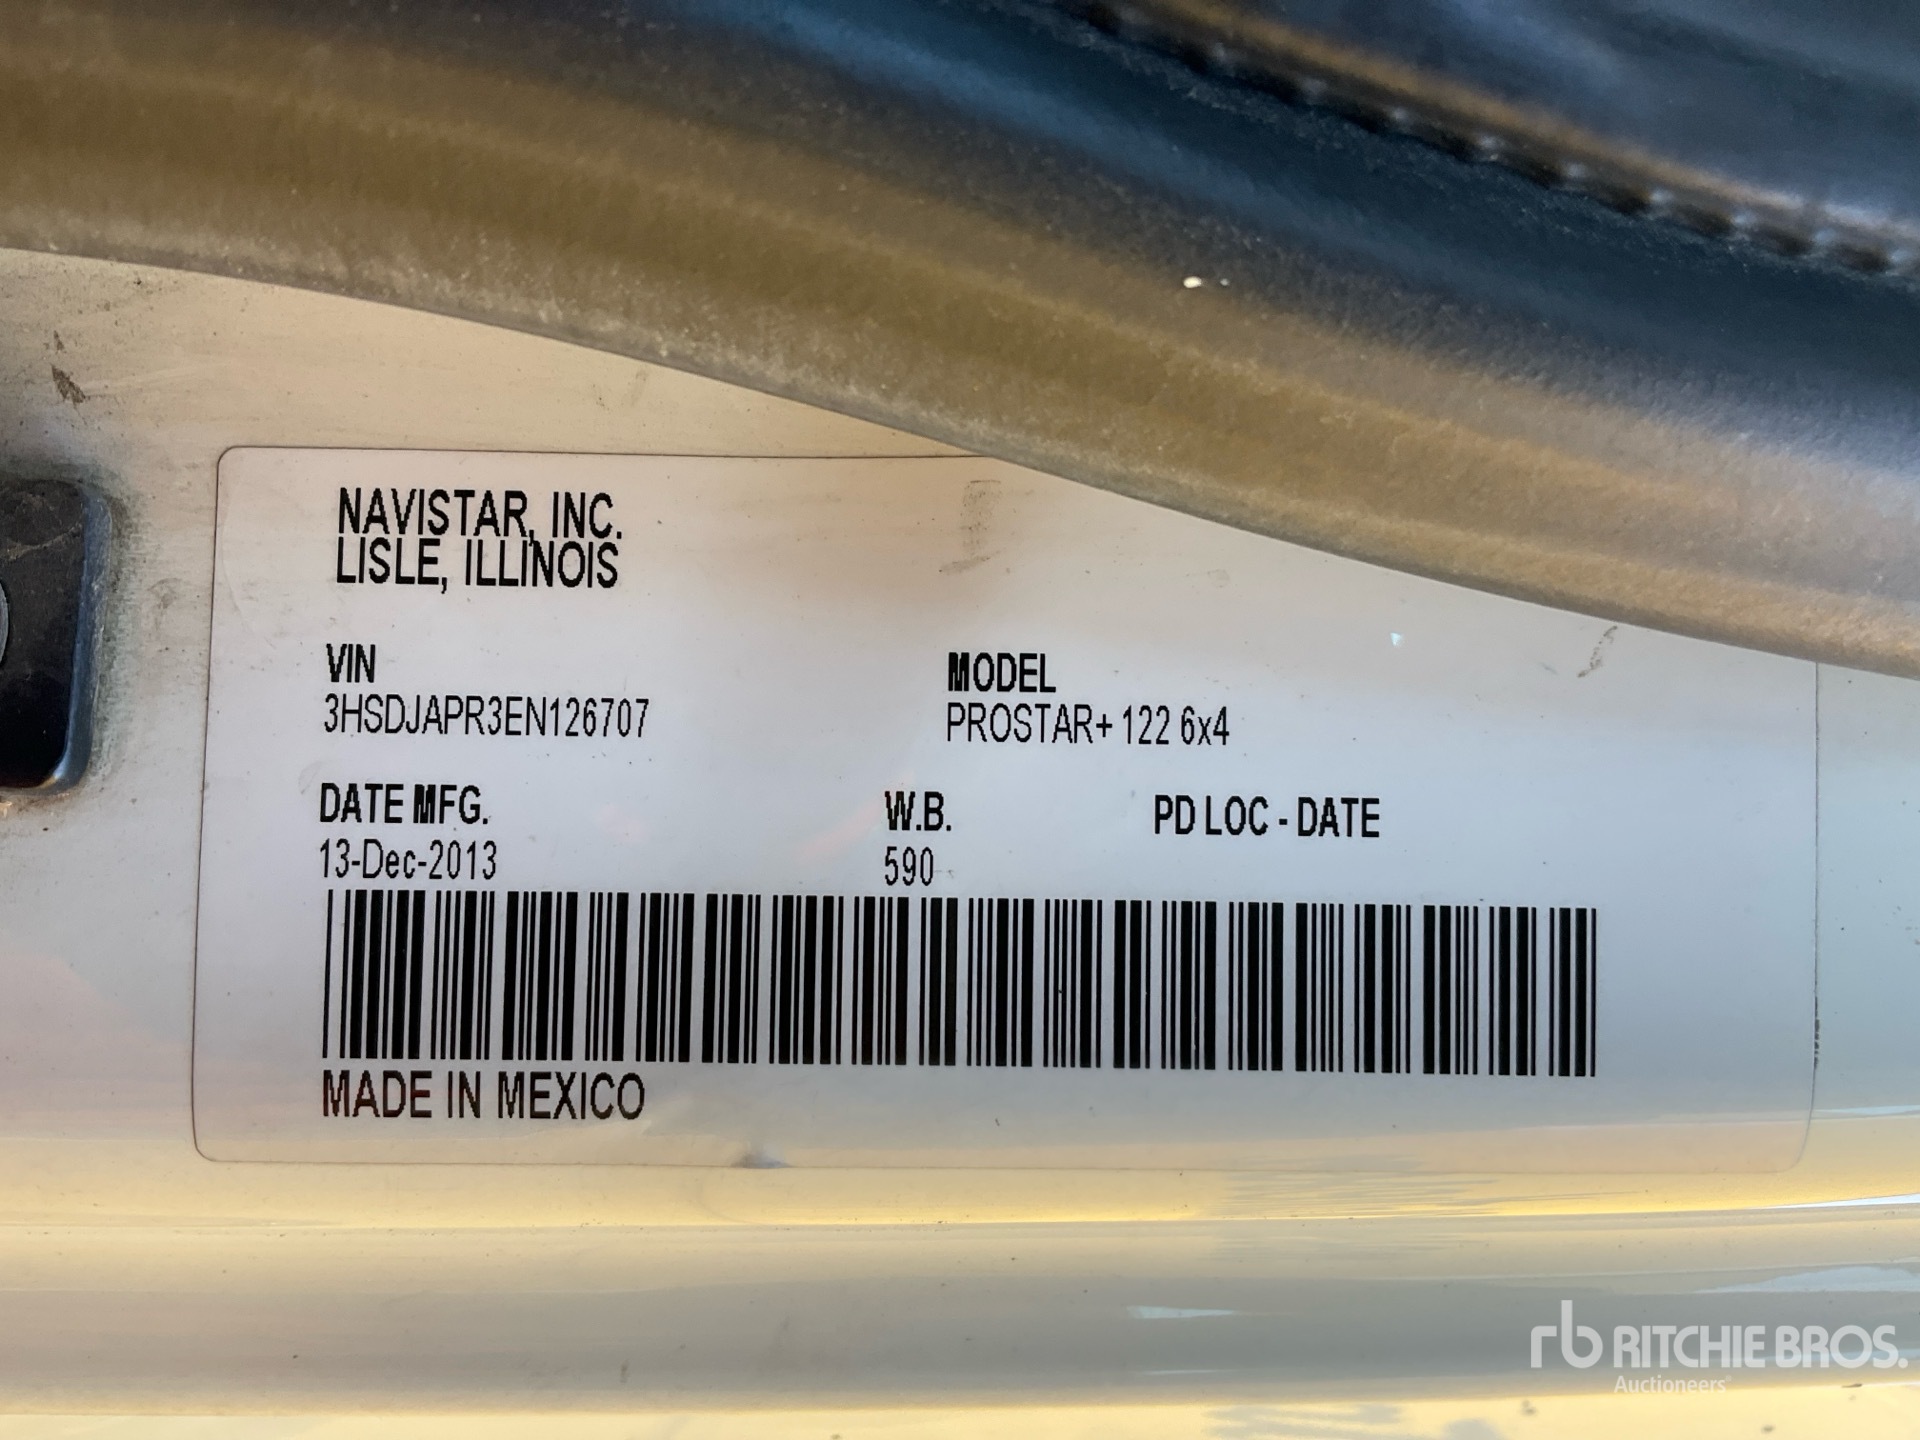 NAVISTAR, INC.
LISLE, ILLINOIS
VIN
3HSDJAPR3EN126707
MODEL
PROSTAR+ 122 6x4
DATE MFG.
13-Dec-2013
W.B.
590
PD LOC - DATE
MADE IN MEXICO
rb RITCHIE BROS.
Auctioneers